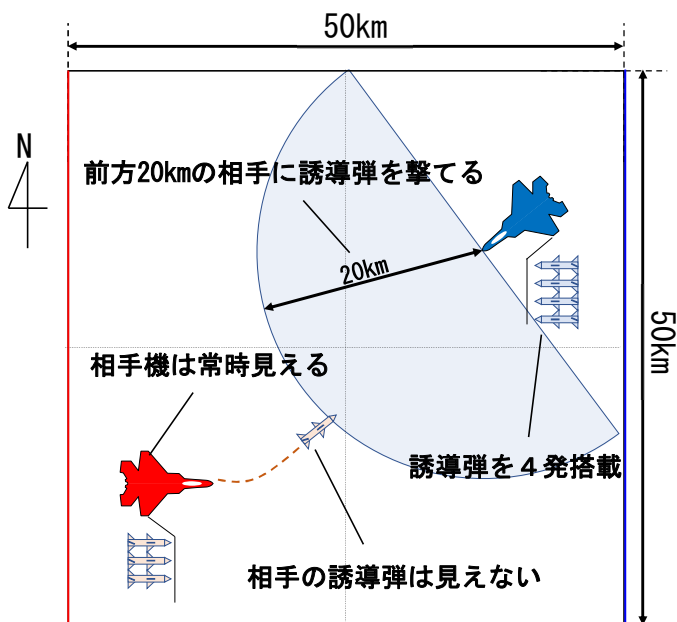 50km
N
前方20kmの相手に誘導弾を撃てる
20km
50km
相手機は常時見える
誘導弾を４発搭載
相手の誘導弾は見えない